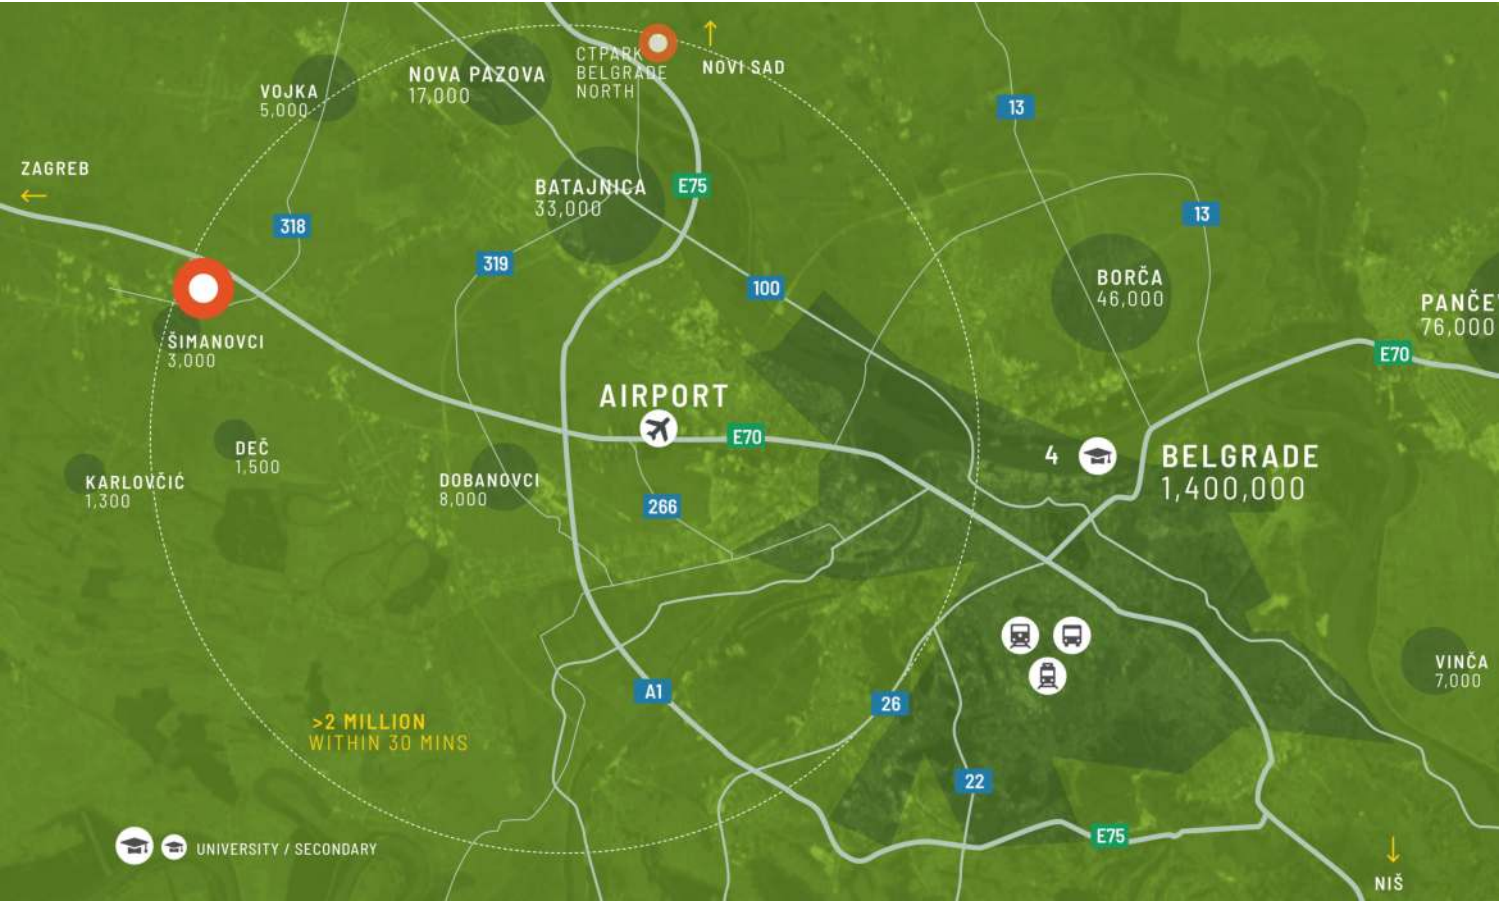 CTPARK
BELGRADE
NORTH
NOVI SAD
NOVA PAZOVA
17,000
VOJKA
5,000
13
ZAGREB
BATAJNICA
33,000
E75
13
318
319
100
BORČA
46,000
PANČE
76,000
ŠIMANOVCI
3,000
E70
AIRPORT
E70
DEČ
1,500
KARLOVČIĆ
1,300
DOBANOVCI
8,000
266
4
BELGRADE
1,400,000
VINČA
7,000
A1
26
>2 MILLION
WITHIN 30 MINS
22
E75
UNIVERSITY / SECONDARY
NIŠ